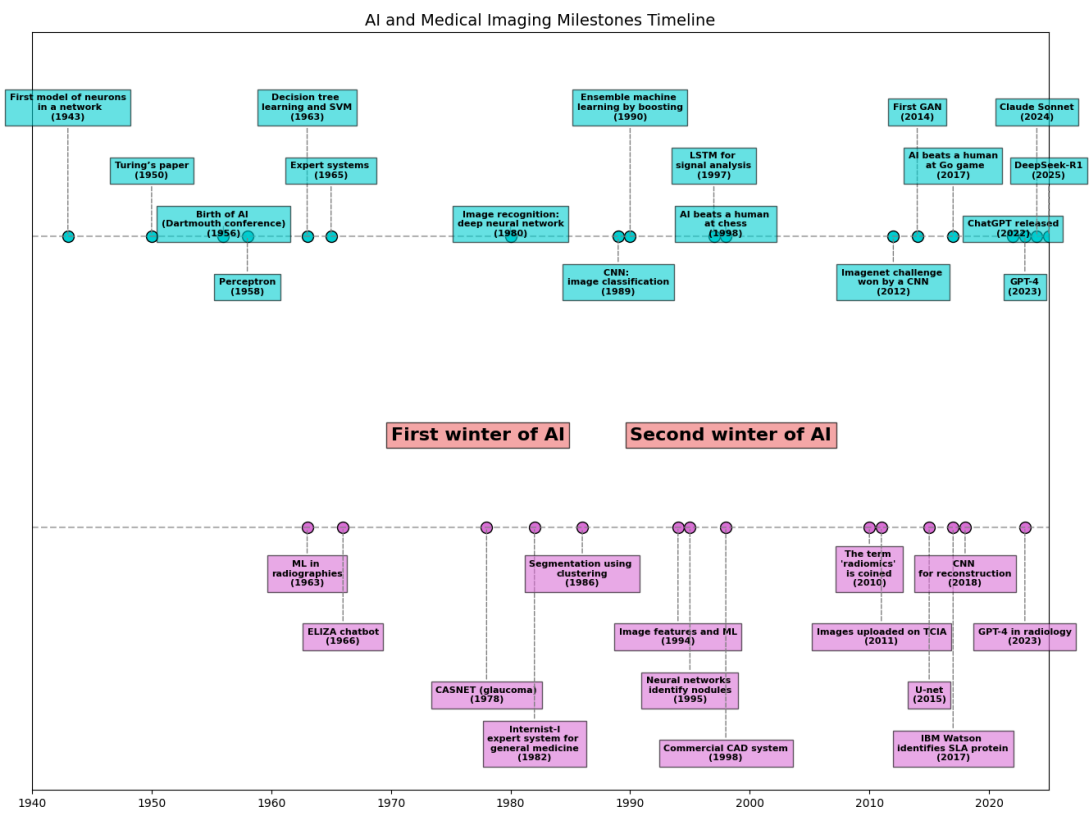 AI and Medical Imaging Milestones Timeline
First model of neurons
in a network
(1943)
Decision tree
learning and SVM
(1963)
Ensemble machine
learning by boosting
(1990)
First GAN
(2014)
Claude Sonnet
(2024)
Turing's paper
(1950)
Expert systems
(1965)
LSTM for
signal analysis
(1997)
AI beats a human
at Go game
(2017)
DeepSeek-R1
(2025)
Birth of AI
(Dartmouth conference)
(1956)
Image recognition:
deep neural network
(1980)
AI beats a human
at chess
(1998)
ChatGPT released
(2022)
Perceptron
(1958)
CNN:
image classification
(1989)
Imagenet challenge
won by a CNN
(2012)
GPT-4
(2023)
First winter of AI
Second winter of AI
ML in
radiographies
(1963)
Segmentation using
clustering
(1986)
The term
'radiomics'
is coined
(2010)
CNN
for reconstruction
(2018)
ELIZA chatbot
(1966)
Image features and ML
(1994)
Images uploaded on TCIA
(2011)
GPT-4 in radiology
(2023)
CASNET (glaucoma)
(1978)
Neural networks
identify nodules
(1995)
U-net
(2015)
Internist-I
expert system for
general medicine
(1982)
Commercial CAD system
(1998)
IBM Watson
identifies SLA protein
(2017)
1940
1950
1960
1970
1980
1990
2000
2010
2020